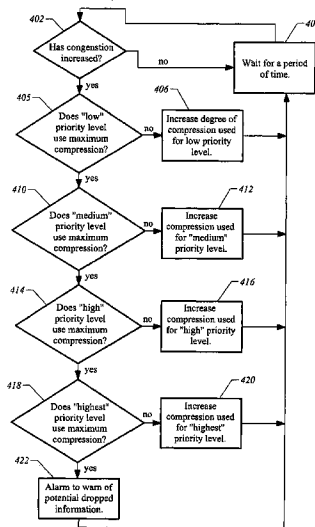 402
40
Has congenstion
increased?
no
Wait for a period
of time.
yes
405
406
Does "low"
priority level
use maximum
compression?
no
Increase degree of
compression used
for low priority
level.
yes
410
412
Does "medium"
priority level
use maximum
compression?
no
Increase
compression used
for "medium"
priority level.
yes
414
416
Does "high"
priority level
use maximum
compression?
no
Increase
compression used
for "high" priority
level.
yes
418
420
Does "highest"
priority level
use maximum
compression?
no
Increase
compression used
for "highest"
priority level.
yes
422
Alarm to warn of
potential dropped
information.